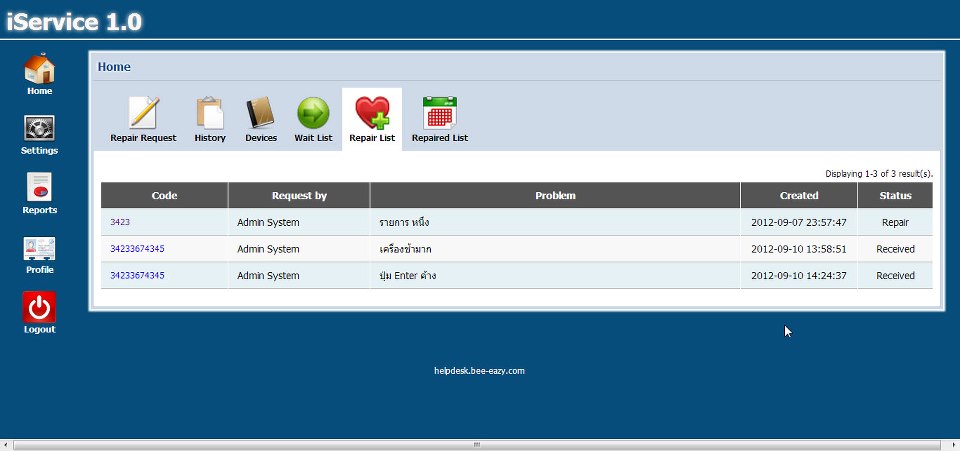 iService 1.0
Home
Settings
Reports
Profile
Logout
Home
Repair Request History Devices Wait List Repair List Repaired List
Displaying 1-3 of 3 result(s).
Code Request by Problem Created Status
3423 Admin System รายการ หนึ่ง 2012-09-07 23:57:47 Repair
34233674345 Admin System เครื่องช้ามาก 2012-09-10 13:58:51 Received
34233674345 Admin System ปุ่ม Enter ค้าง 2012-09-10 14:24:37 Received
helpdesk.bee-eazy.com